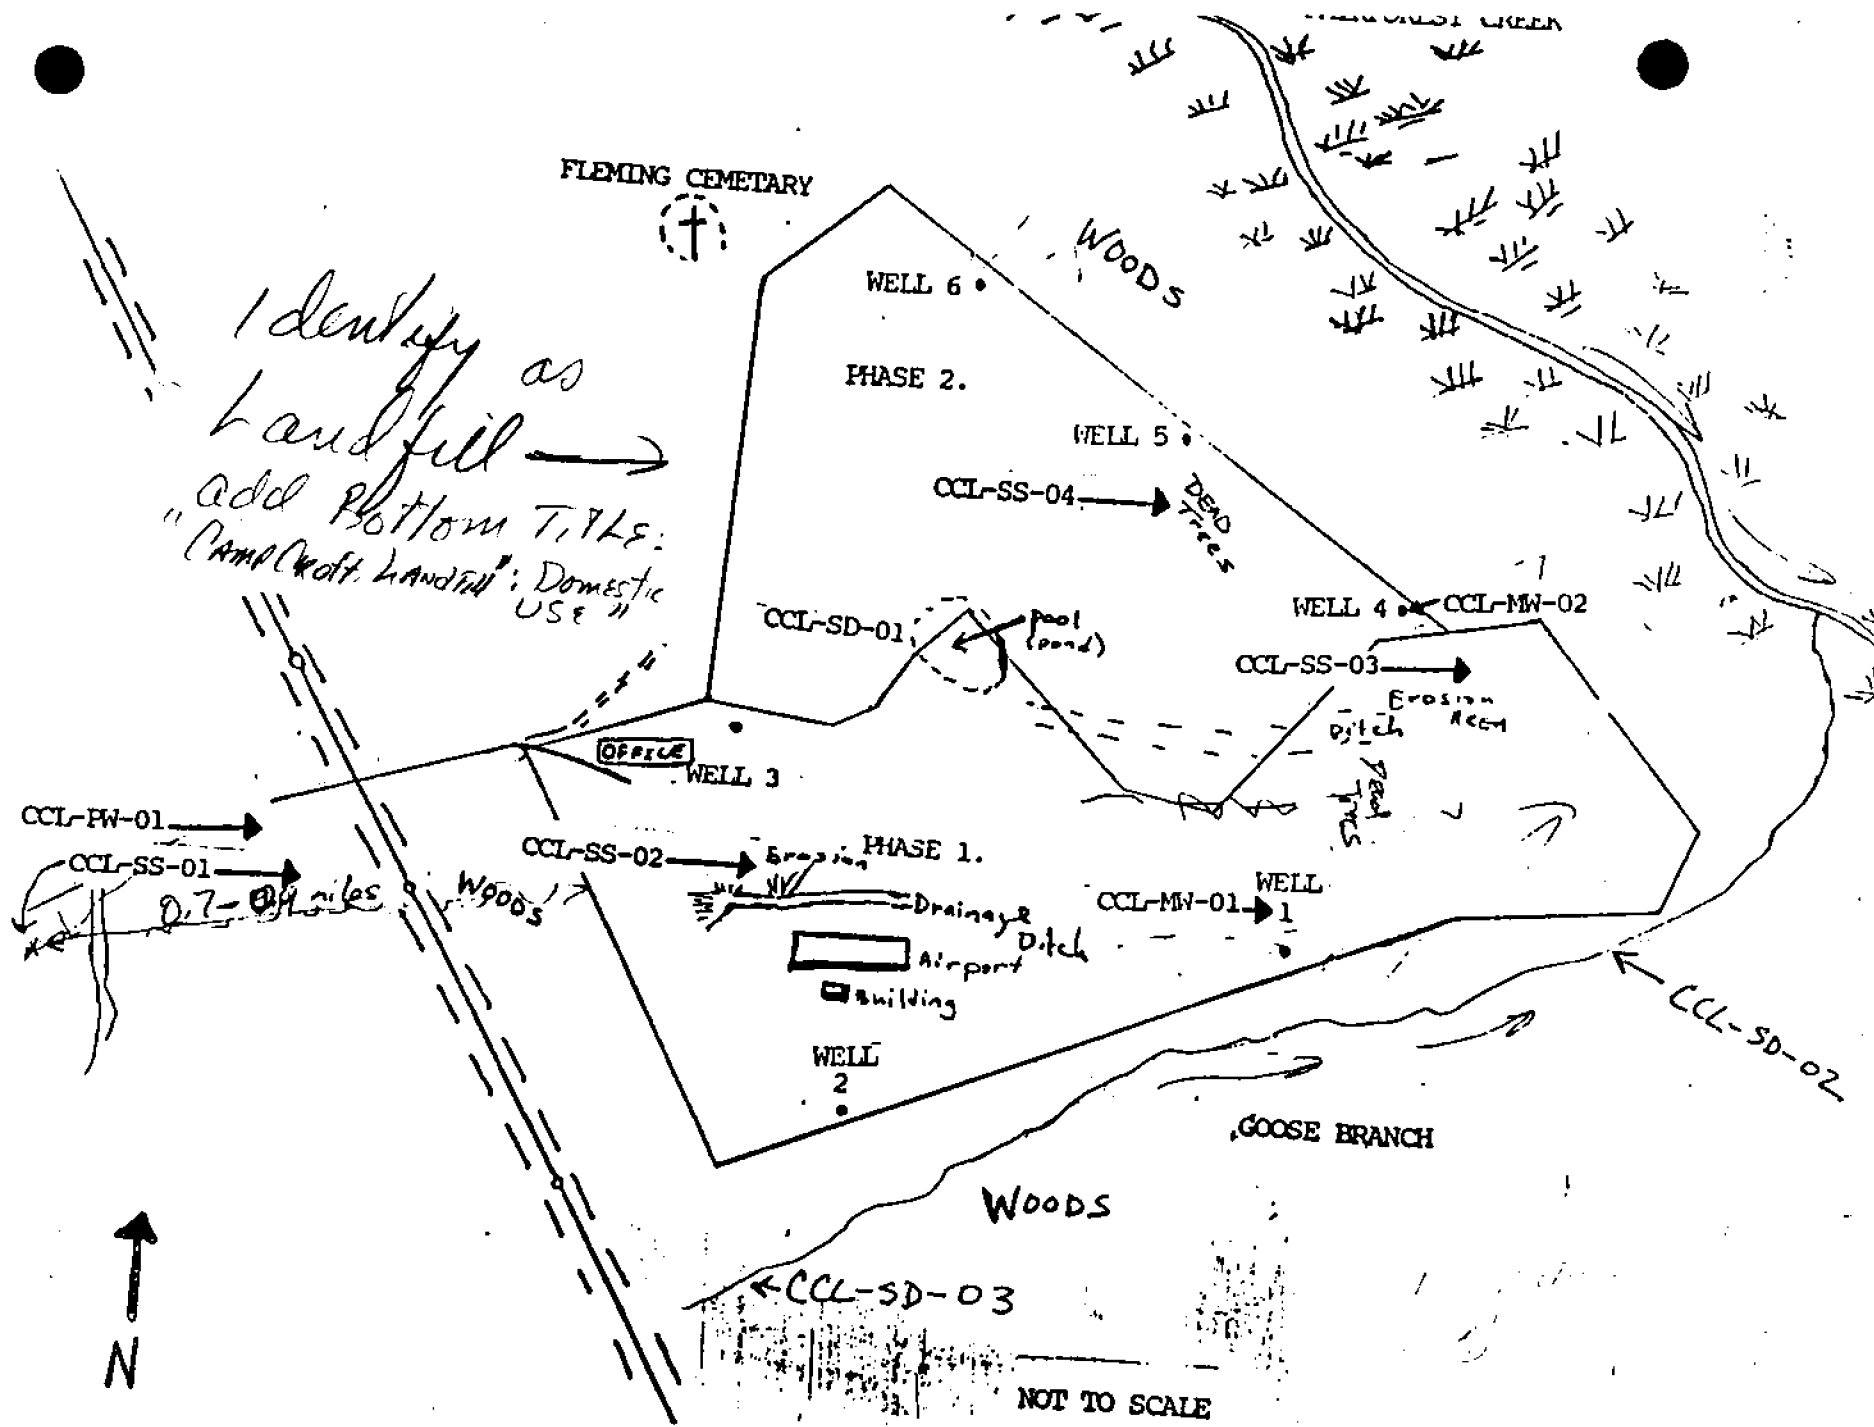 CREEK
FLEMING CEMETARY
WOODS
WELL 6
Identify as
Landfill
add Bottom TITLE:
"Camp Croft Landfill": Domestic
USE"
PHASE 2.
WELL 5
CCL-SS-04
DEAD
Trees
CCL-SD-01
Pool
(pond)
WELL 4
CCL-MW-02
CCL-SS-03
Erosion
Area
Ditch
Dead
Trees
OFFICE
WELL 3
CCL-PW-01
CCL-SS-01
CCL-SS-02
Erosion
PHASE 1.
0.7- miles
WOODS
CCL-MW-01
WELL
1
Drainage
Ditch
Airport
Building
WELL
2
CCL-SD-02
GOOSE BRANCH
WOODS
CCL-SD-03
N
NOT TO SCALE